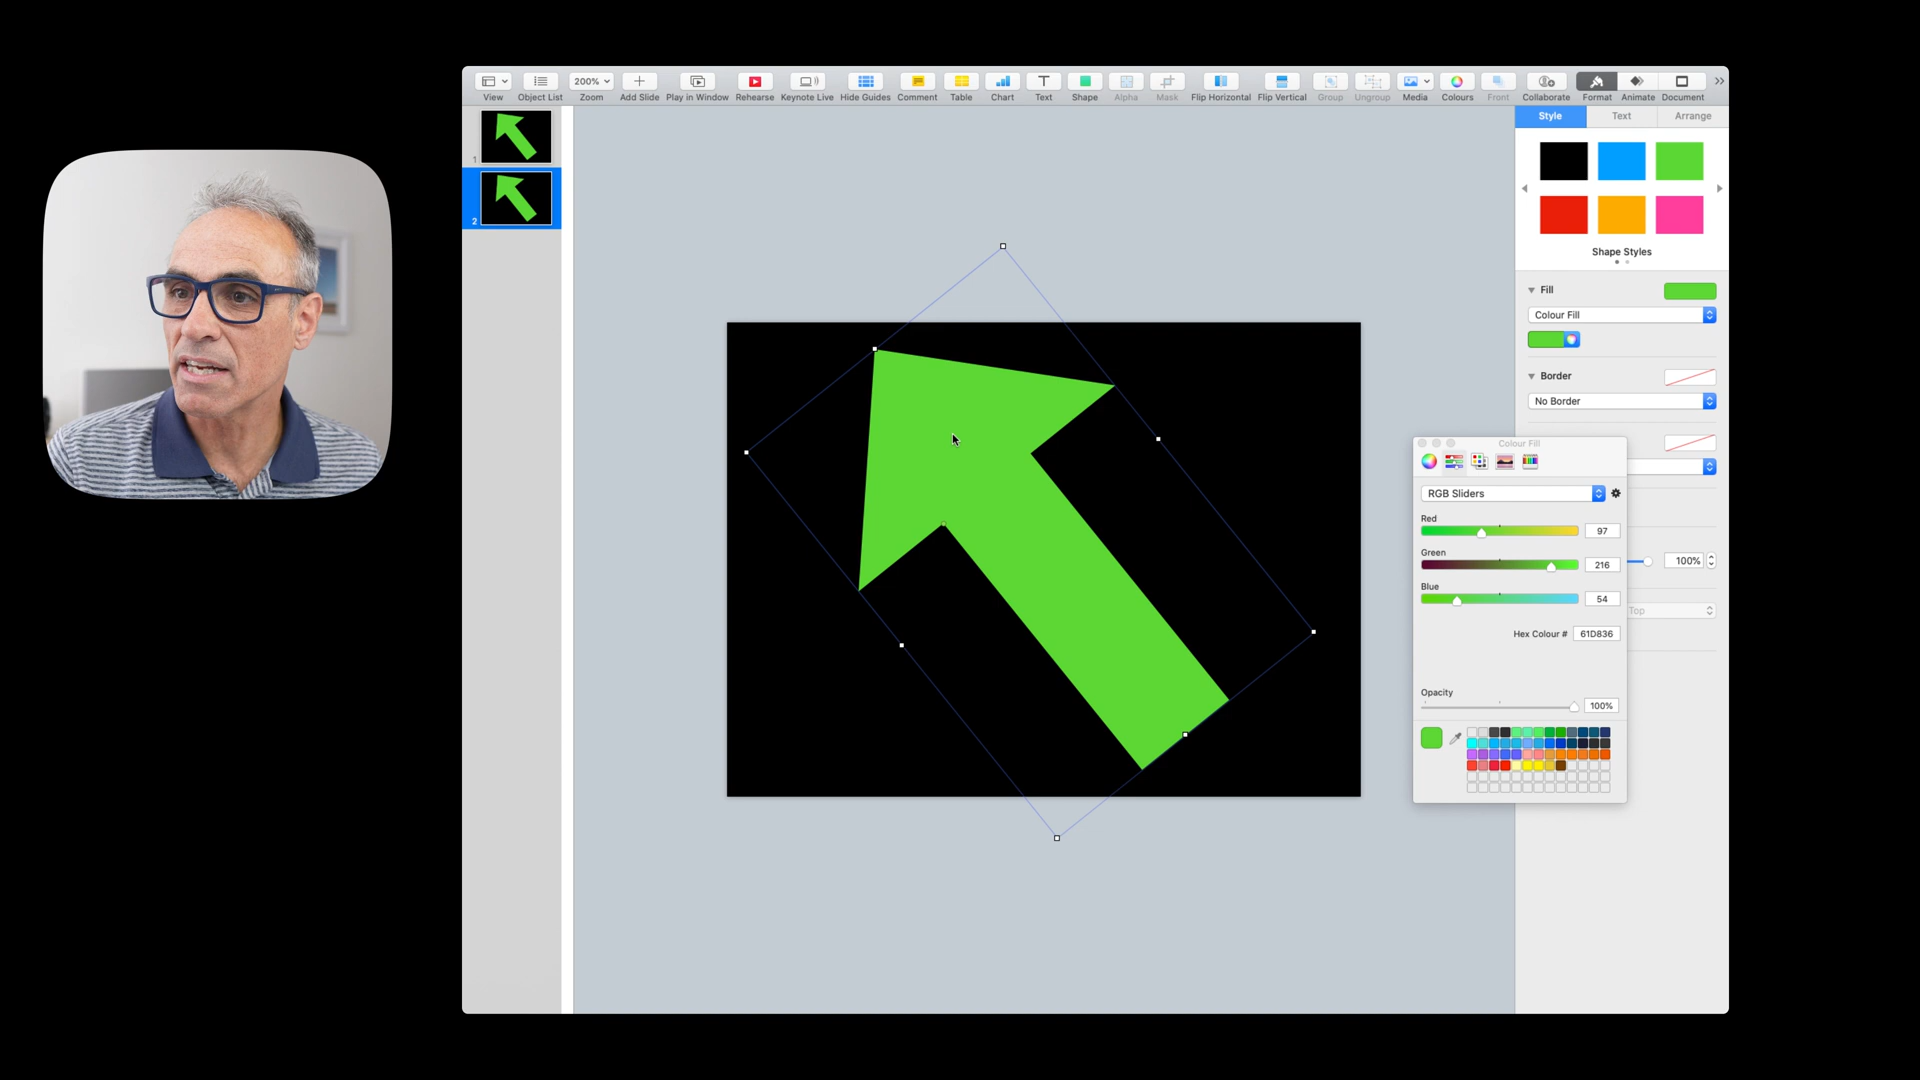 View Object List 200% Zoom Add Slide Play in Window Rehearse Keynote Live Hide Guides Comment Table Chart Text Shape Alpha Mask Flip Horizontal Flip Vertical Group Ungroup Media Colours Front Collaborate Format Animate Document
Style Text Arrange
1
2
Shape Styles
Fill
Colour Fill
Border
No Border
Colour Fill
RGB Sliders
Red
97
Green
216
Blue
54
Hex Colour # 61D836
Opacity
100%
100%
Top